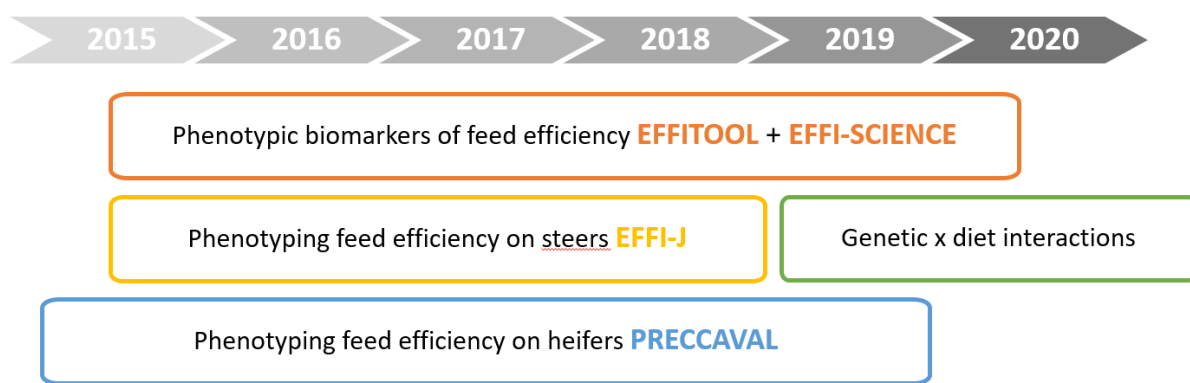 2015 2016 2017 2018 2019 2020
Phenotypic biomarkers of feed efficiency EFFITOOL + EFFI-SCIENCE
Phenotyping feed efficiency on steers EFFI-J
Genetic x diet interactions
Phenotyping feed efficiency on heifers PRECCAVAL